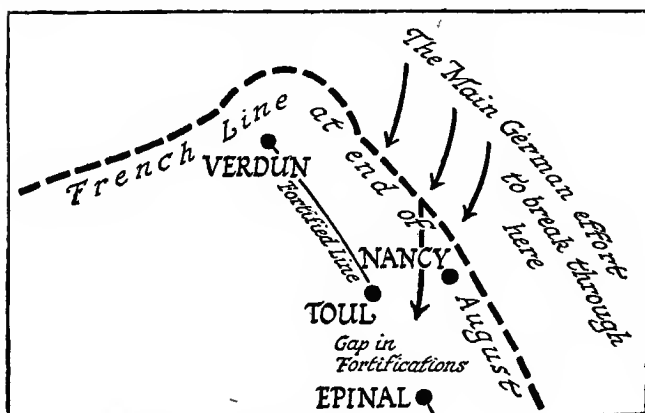 The Main German effort
to break through
here
French Line at end of August
VERDUN
Fortified Line
NANCY
TOUL
Gap in
Fortifications
EPINAL